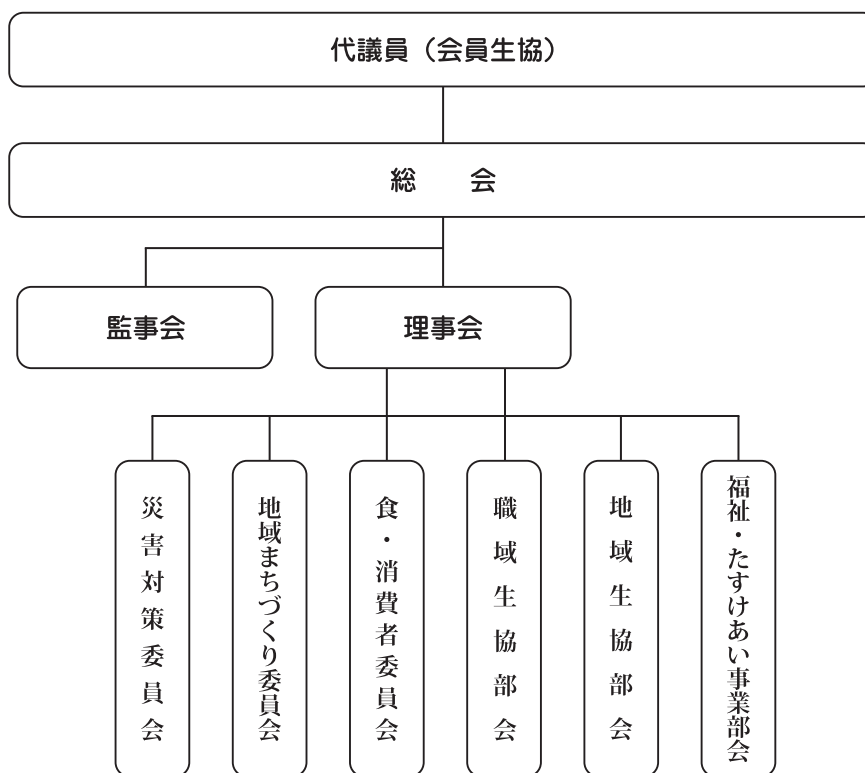 代議員（会員生協）
総　　会
監事会
理事会
災害対策委員会
地域まちづくり委員会
食・消費者委員会
職域生協部会
地域生協部会
福祉・たすけあい事業部会